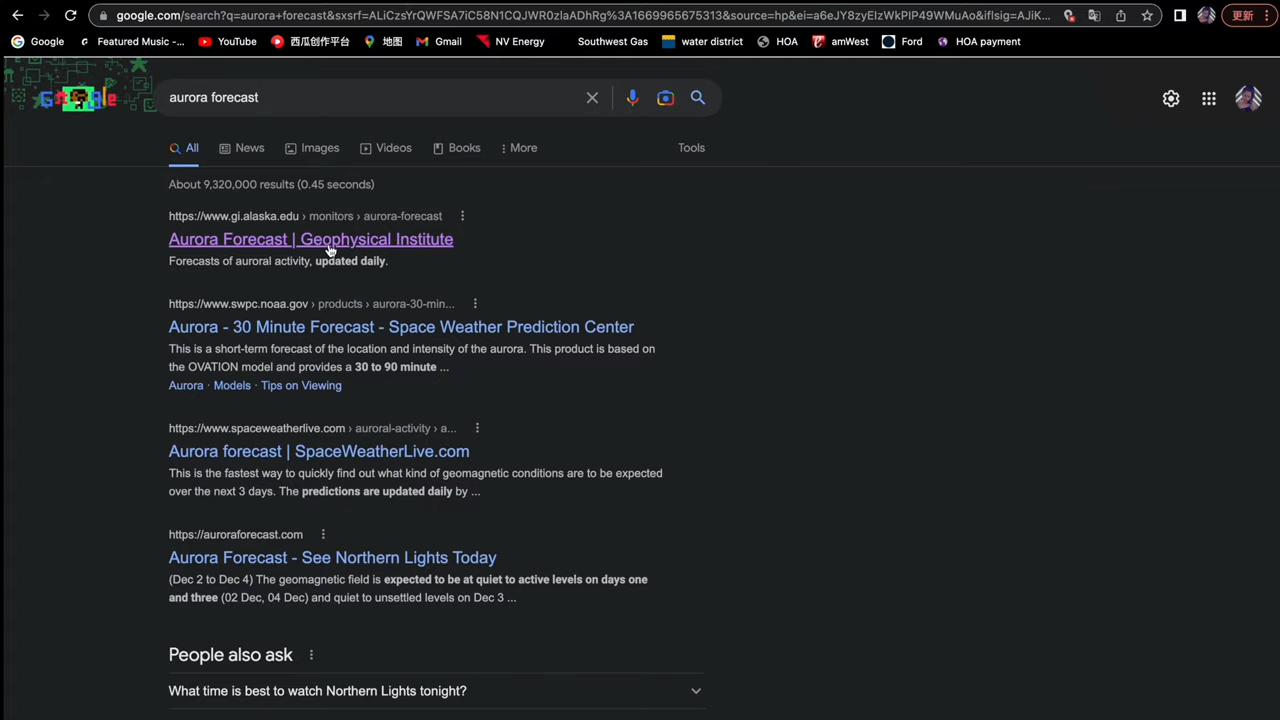 google.com/search?q=aurora+forecast&sxsrf=ALiCzsYrQWFSA7iC58N1CQJWR0zlaADhRg%3A1669965675313&source=hp&ei=a6eJY8zyEIzWkPIP49WMuAo&iflsig=AJiK...
更新
Google Featured Music -... YouTube 西瓜创作平台 地图 Gmail NV Energy Southwest Gas water district HOA amWest Ford HOA payment
Google aurora forecast
All News Images Videos Books More Tools
About 9,320,000 results (0.45 seconds)
https://www.gi.alaska.edu › monitors › aurora-forecast
Aurora Forecast | Geophysical Institute
Forecasts of auroral activity, updated daily.
https://www.swpc.noaa.gov › products › aurora-30-min...
Aurora - 30 Minute Forecast - Space Weather Prediction Center
This is a short-term forecast of the location and intensity of the aurora. This product is based on
the OVATION model and provides a 30 to 90 minute ...
Aurora · Models · Tips on Viewing
https://www.spaceweatherlive.com › auroral-activity › a...
Aurora forecast | SpaceWeatherLive.com
This is the fastest way to quickly find out what kind of geomagnetic conditions are to be expected
over the next 3 days. The predictions are updated daily by ...
https://auroraforecast.com
Aurora Forecast - See Northern Lights Today
(Dec 2 to Dec 4) The geomagnetic field is expected to be at quiet to active levels on days one
and three (02 Dec, 04 Dec) and quiet to unsettled levels on Dec 3 ...
People also ask
What time is best to watch Northern Lights tonight?